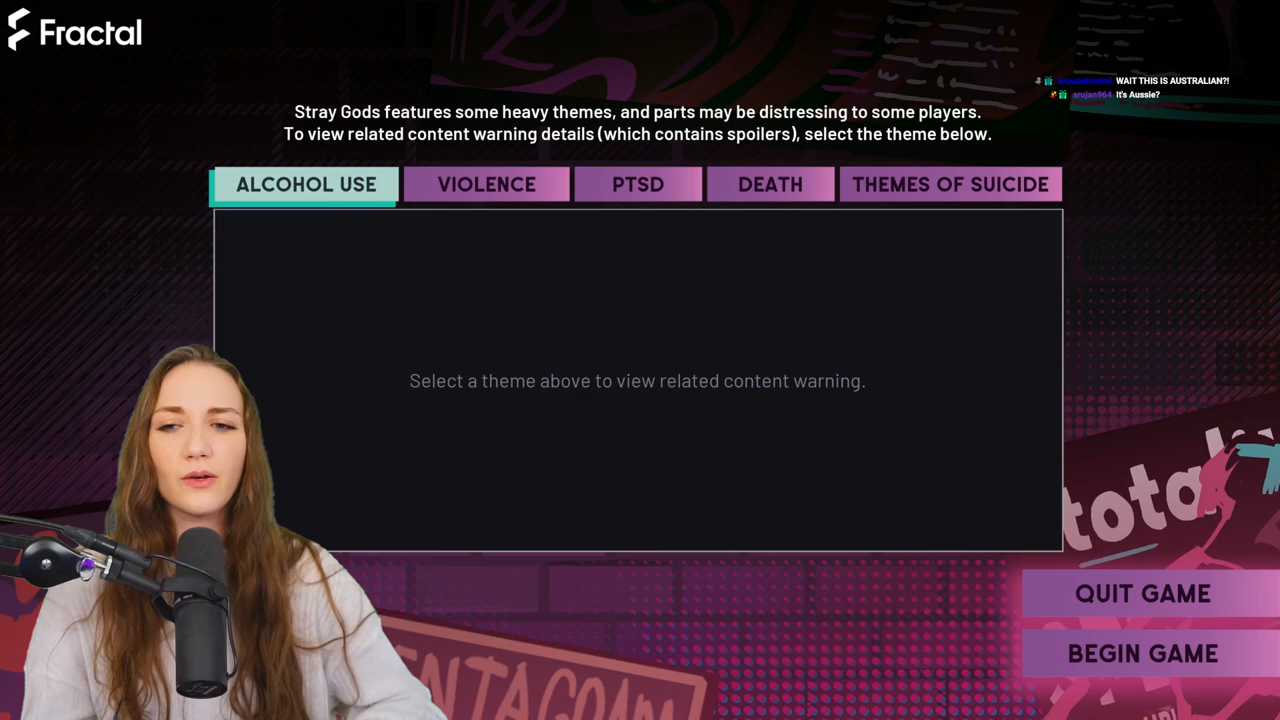 Fractal
WAIT THIS IS AUSTRALIAN?!
srujan964 It's Aussie?
Stray Gods features some heavy themes, and parts may be distressing to some players.
To view related content warning details (which contains spoilers), select the theme below.
ALCOHOL USE
VIOLENCE
PTSD
DEATH
THEMES OF SUICIDE
Select a theme above to view related content warning.
total
QUIT GAME
BEGIN GAME